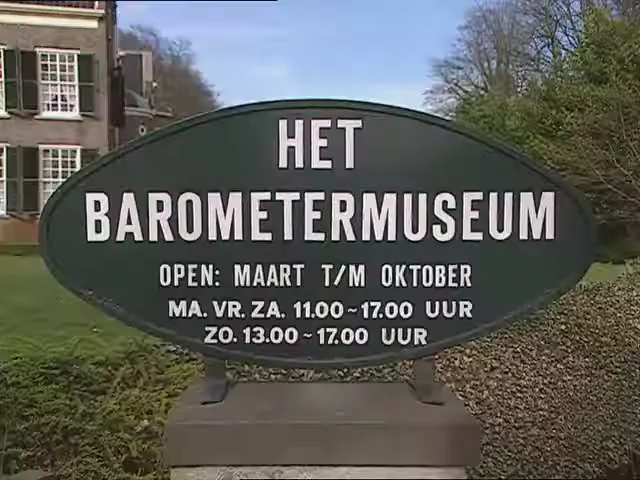 HET
BAROMETERMUSEUM
OPEN: MAART T/M OKTOBER
MA. VR. ZA. 11.00~17.00 UUR
ZO. 13.00~17.00 UUR